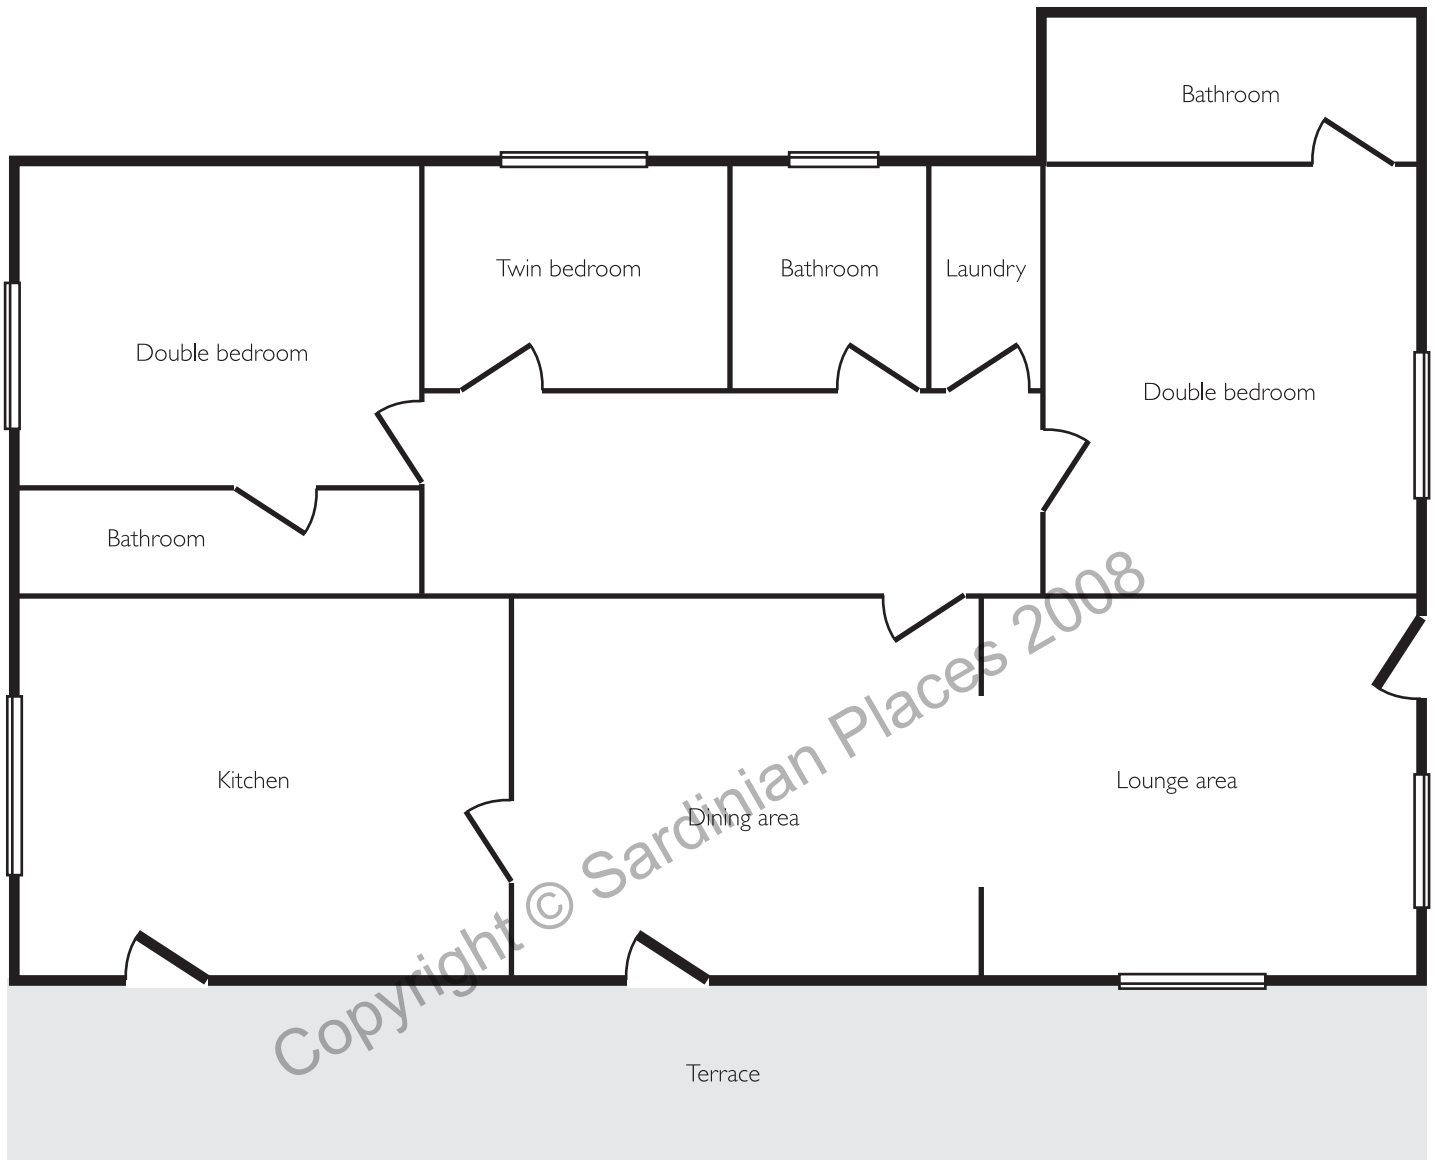 Bathroom
Twin bedroom
Bathroom
Laundry
Double bedroom
Double bedroom
Bathroom
Kitchen
Dining area
Lounge area
Copyright © Sardinian Places 2008
Terrace